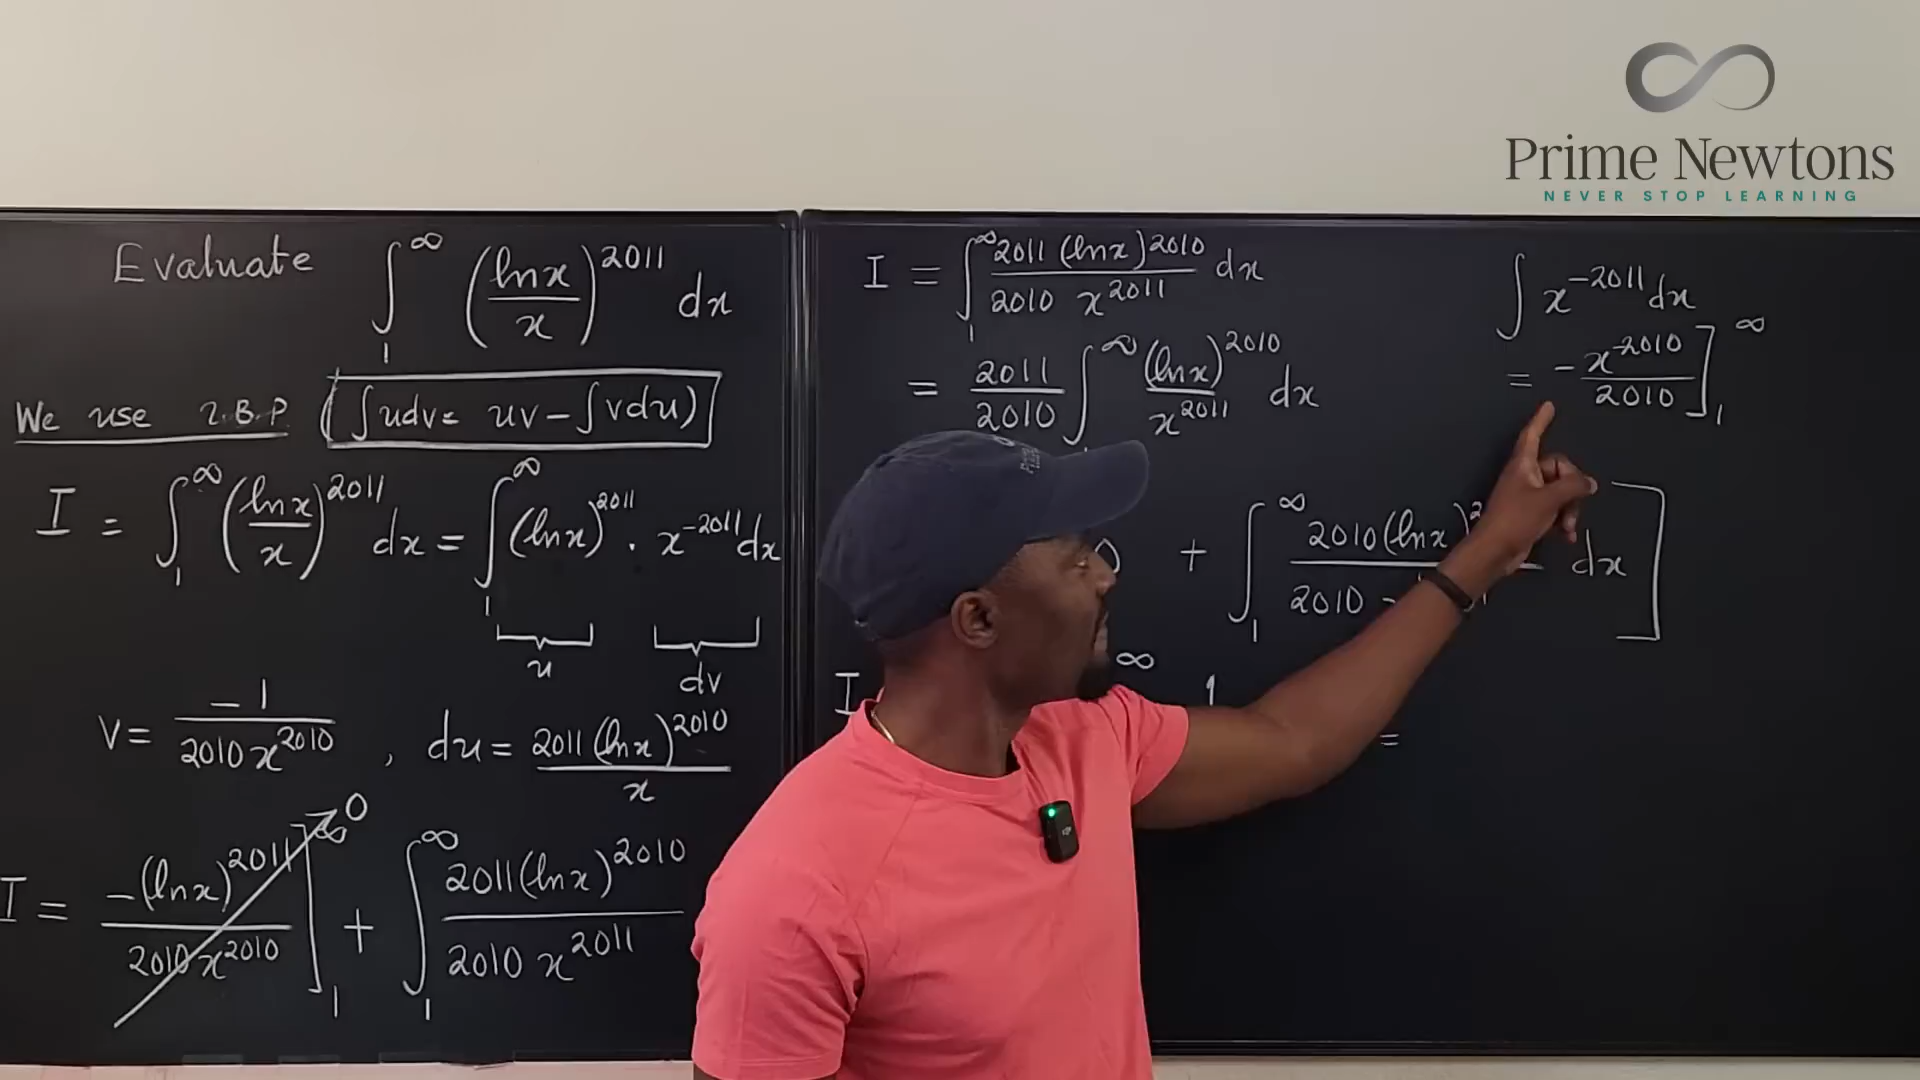 Prime Newtons
NEVER STOP LEARNING
Evaluate ∫₁^∞ (lnx/x)^2011 dx
We use I.B.P. (∫udv = uv - ∫vdu)
I = ∫₁^∞ (lnx/x)^2011 dx = ∫₁^∞ (lnx)^2011 · x^-2011 dx
u dv
v = -1/(2010x^2010) , du = 2011(lnx)^2010/x
I = -(lnx)^2011/(2010x^2010)]₁^∞ 0 + ∫₁^∞ 2011(lnx)^2010/(2010 x^2011)
I = ∫₁^∞ 2011(lnx)^2010/(2010 x^2011) dx
= 2011/2010 ∫₁^∞ (lnx)^2010/x^2011 dx
0 + ∫₁^∞ 2010(lnx)/2010 dx]
I ∞ 1 =
∫x^-2011 dx
= -x^-2010/2010]₁^∞